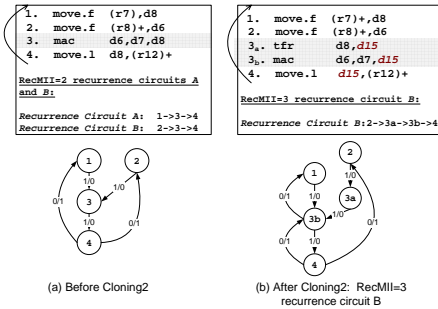 1. move.f (r7),d8
2. move.f (r8)+,d6
3. mac d6,d7,d8
4. move.l d8,(r12)+
RecMII=2 recurrence circuits A
and B:
Recurrence Circuit A: 1->3->4
Recurrence Circuit B: 2->3->4
1
2
1/0
1/0
3
0/1
1/0
0/1
4
(a) Before Cloning2
1. move.f (r7)+,d8
2. move.f (r8)+,d6
3a. tfr d8,d15
3b. mac d6,d7,d15
4. move.l d15,(r12)+
RecMII=3 recurrence circuit B:
Recurrence Circuit B:2->3a->3b->4
2
1
1/0
1/0
3a
0/1
1/0
3b
0/1
1/0
0/1
4
(b) After Cloning2: RecMII=3
recurrence circuit B